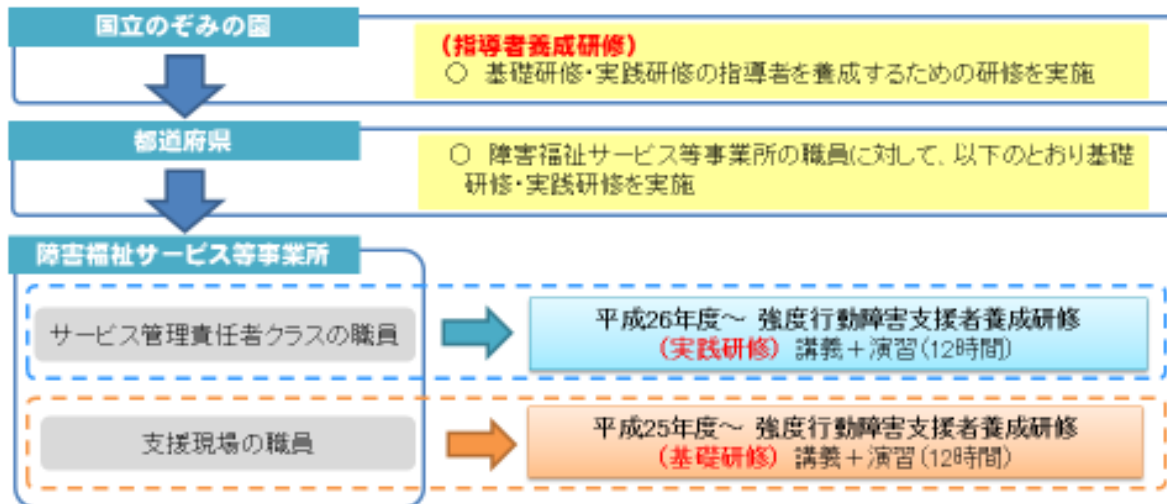 国立のぞみの園
(指導者養成研修)
○ 基礎研修・実践研修の指導者を養成するための研修を実施
都道府県
○ 障害福祉サービス等事業所の職員に対して、以下のとおり基礎
研修・実践研修を実施
障害福祉サービス等事業所
サービス管理責任者クラスの職員
平成26年度～ 強度行動障害支援者養成研修
(実践研修) 講義+演習(12時間)
支援現場の職員
平成25年度～ 強度行動障害支援者養成研修
(基礎研修) 講義+演習(12時間)